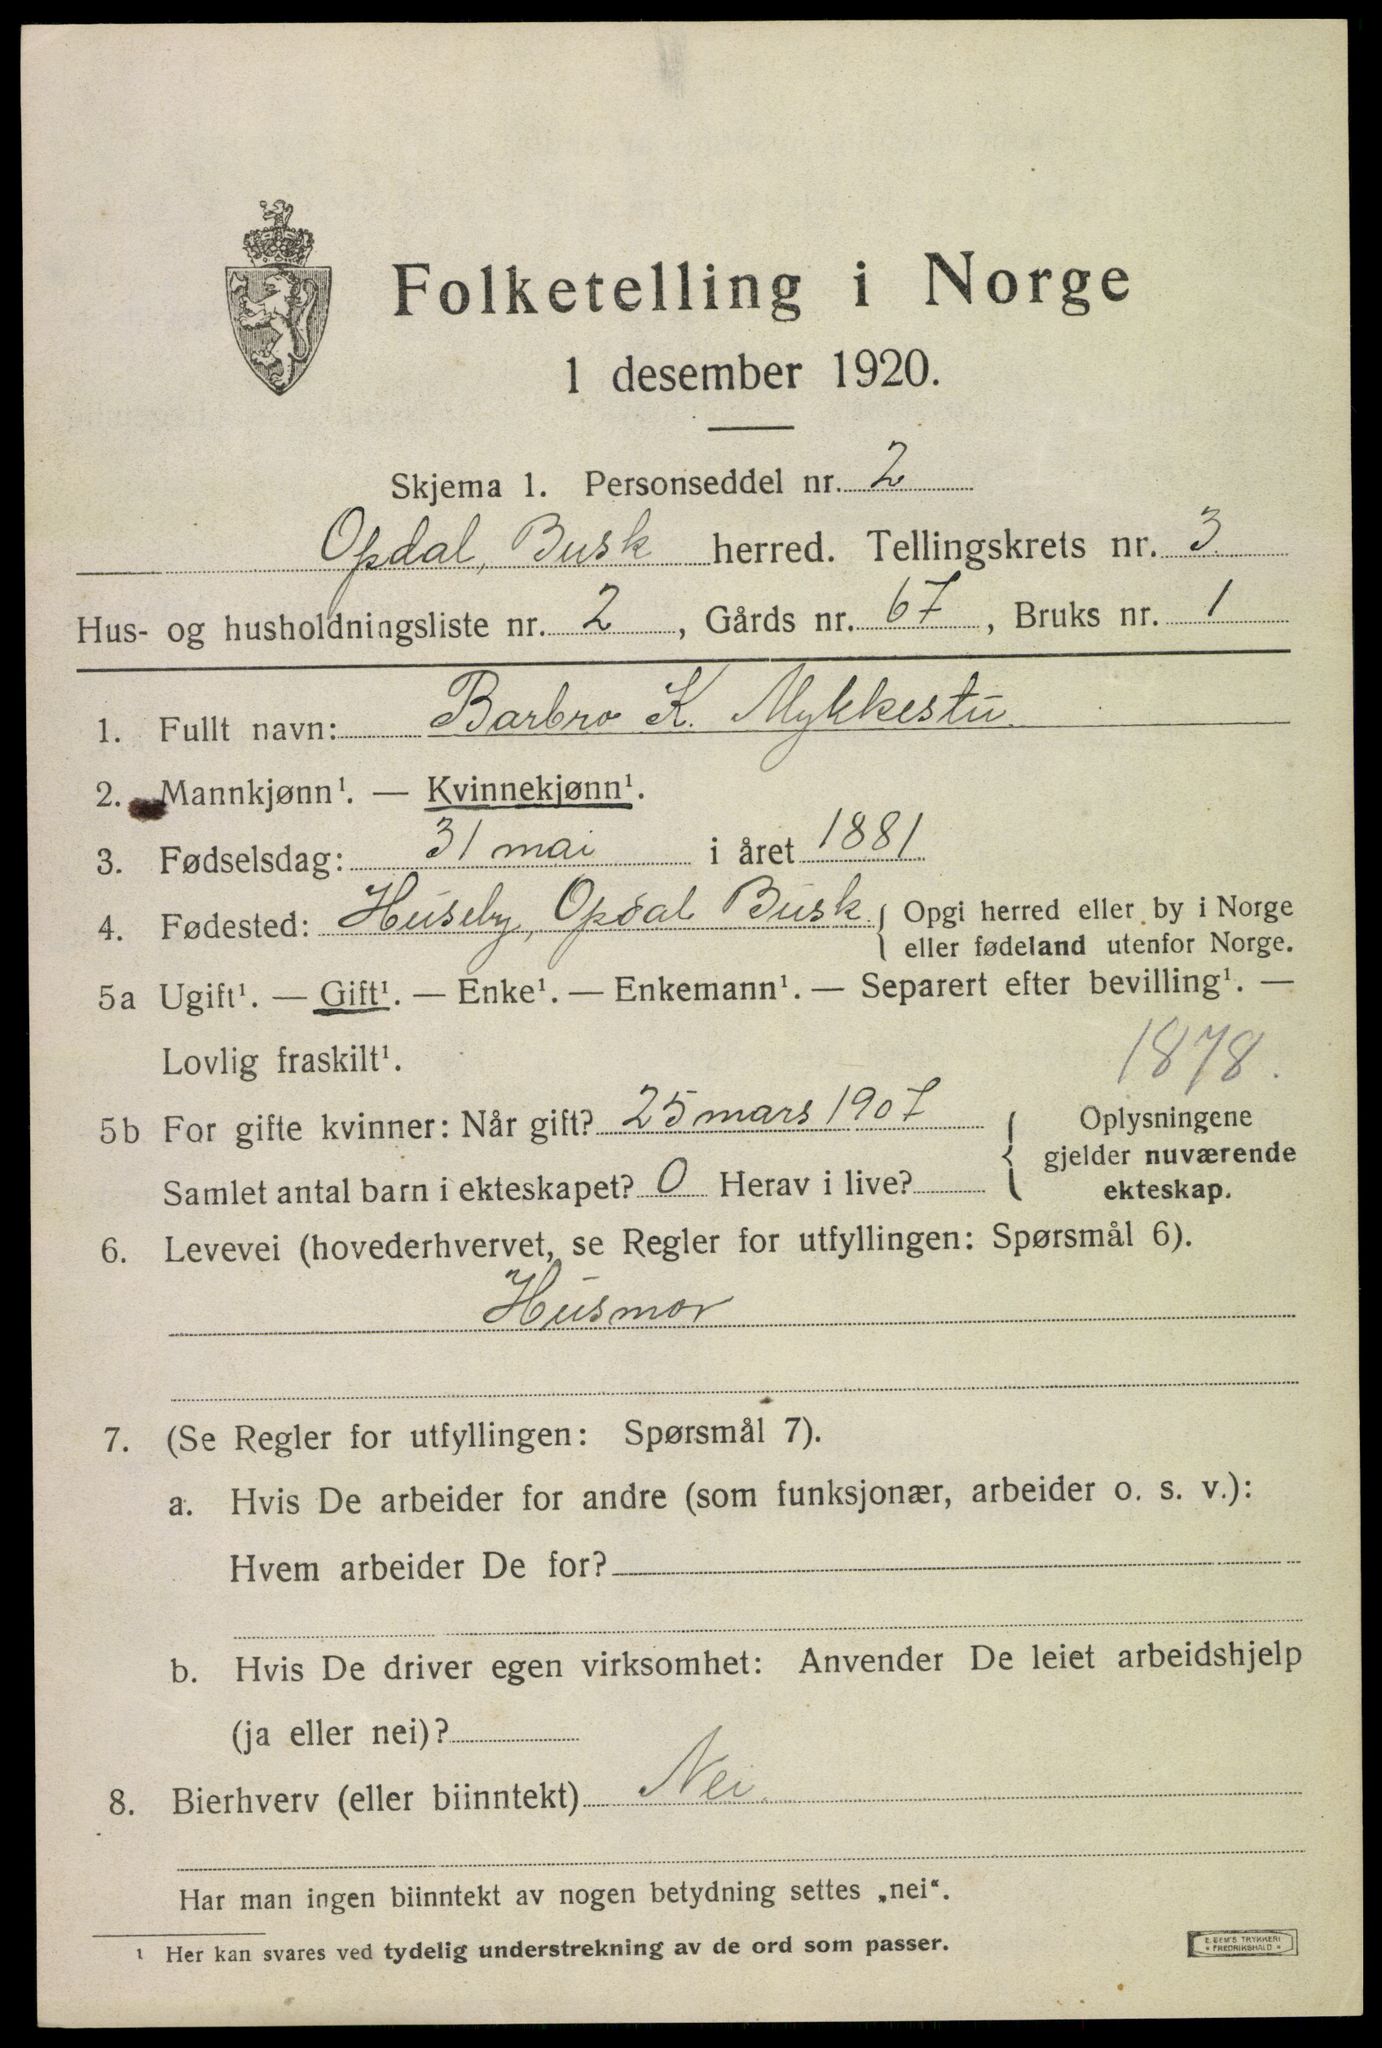 Folketelling i Norge
1 desember 1920.
Skjema 1. Personseddel nr. 2
Opdal, Busk herred. Tellingskrets nr. 3
Hus- og husholdningsliste nr. 2, Gårds nr. 67, Bruks nr. 1
1. Fullt navn: Barbro K. Mykkestu
2. Mannkjønn¹. — Kvinnekjønn¹.
3. Fødselsdag: 31 mai i året 1881
4. Fødested: Huseby, Opdal Busk { Opgi herred eller by i Norge
eller fødeland utenfor Norge.
5a Ugift¹. — Gift¹. — Enke¹. — Enkemann¹. — Separert efter bevilling¹. —
Lovlig fraskilt¹.
1878.
5b For gifte kvinner: Når gift? 25 mars 1907 { Oplysningene
gjelder nuværende
Samlet antal barn i ekteskapet? 0 Herav i live?
ekteskap.
6. Levevei (hovederhvervet, se Regler for utfyllingen: Spørsmål 6).
Husmor
7. (Se Regler for utfyllingen: Spørsmål 7).
a. Hvis De arbeider for andre (som funksjonær, arbeider o. s. v.):
Hvem arbeider De for?
b. Hvis De driver egen virksomhet: Anvender De leiet arbeidshjelp
(ja eller nei)?
8. Bierhverv (eller biinntekt) Nei.
Har man ingen biinntekt av nogen betydning settes „nei“.
¹ Her kan svares ved tydelig understrekning av de ord som passer.
E. SEM'S TRYKKERI
• FREDRIKSHALD •